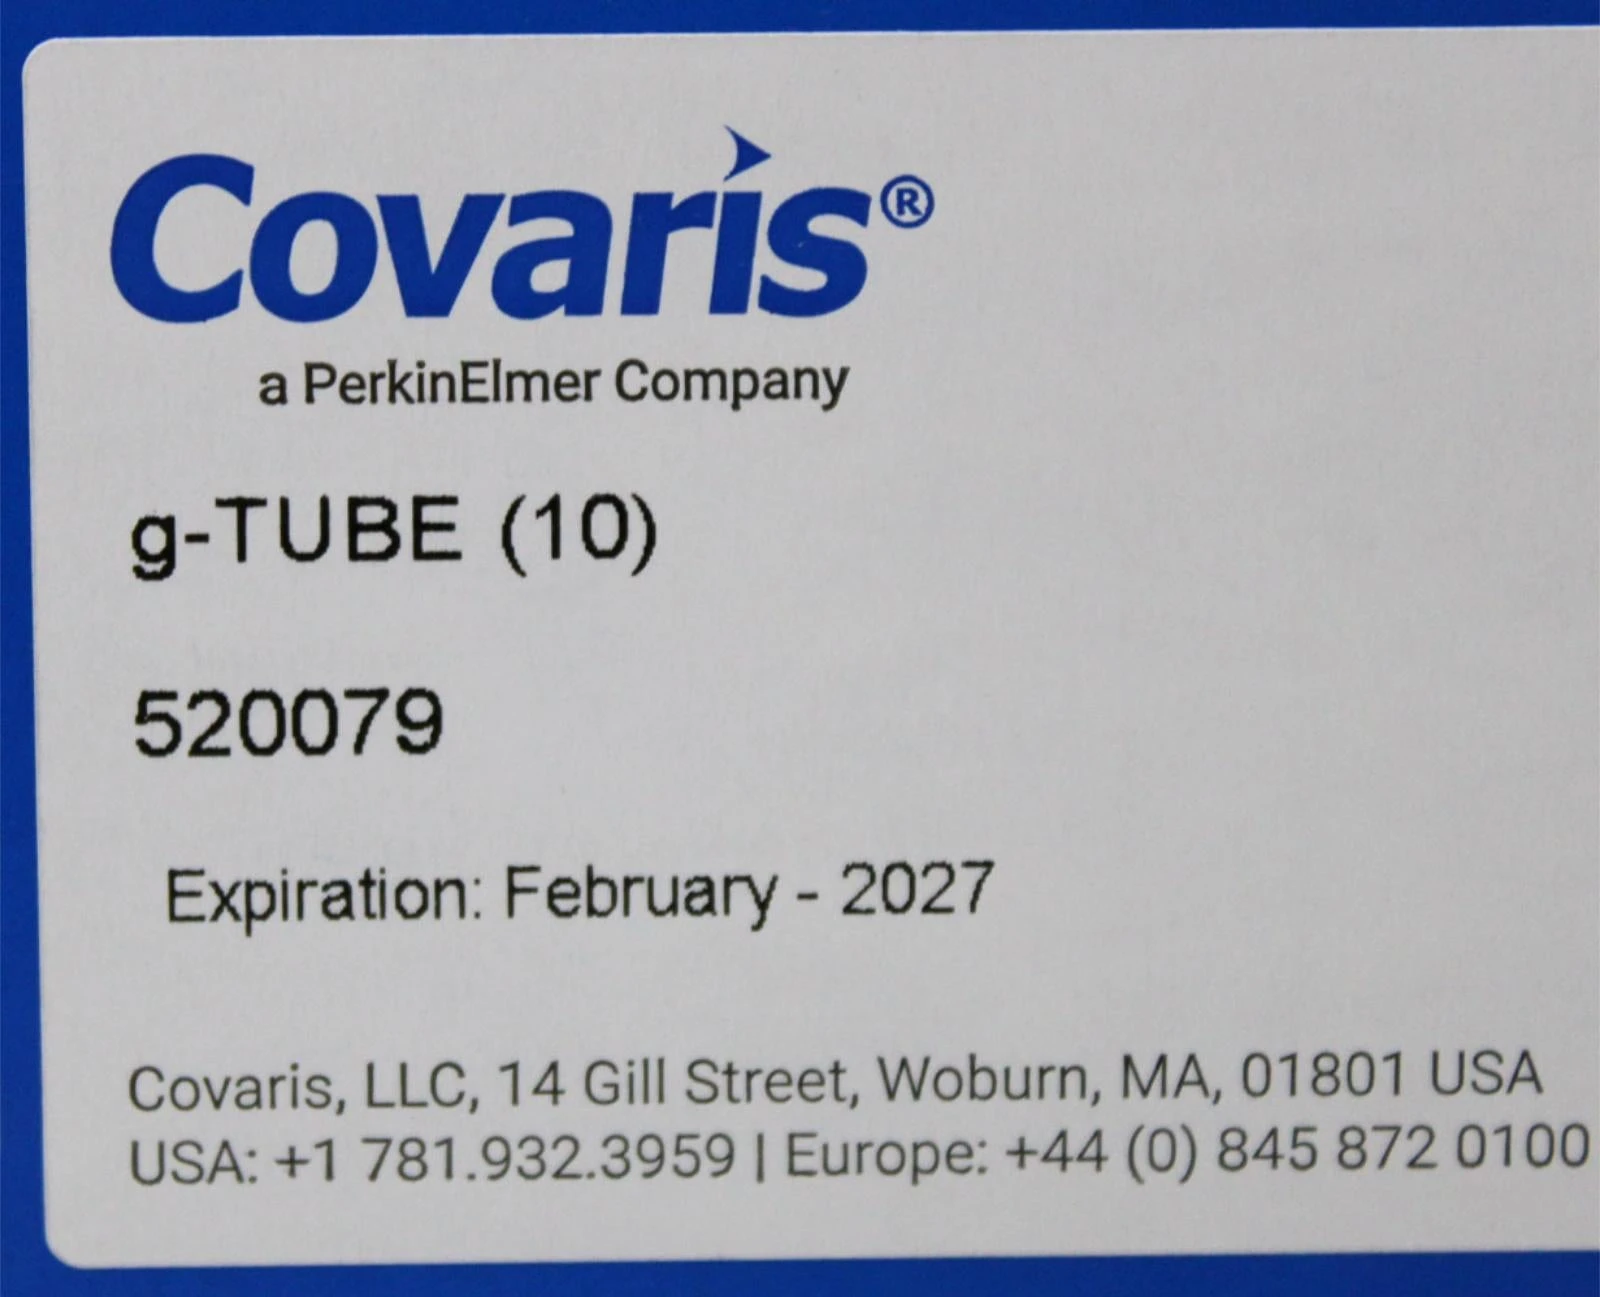 Covaris®
a PerkinElmer Company
g-TUBE (10)
520079
Expiration: February - 2027
Covaris, LLC, 14 Gill Street, Woburn, MA, 01801 USA
USA: +1 781.932.3959 | Europe: +44 (0) 845 872 0100